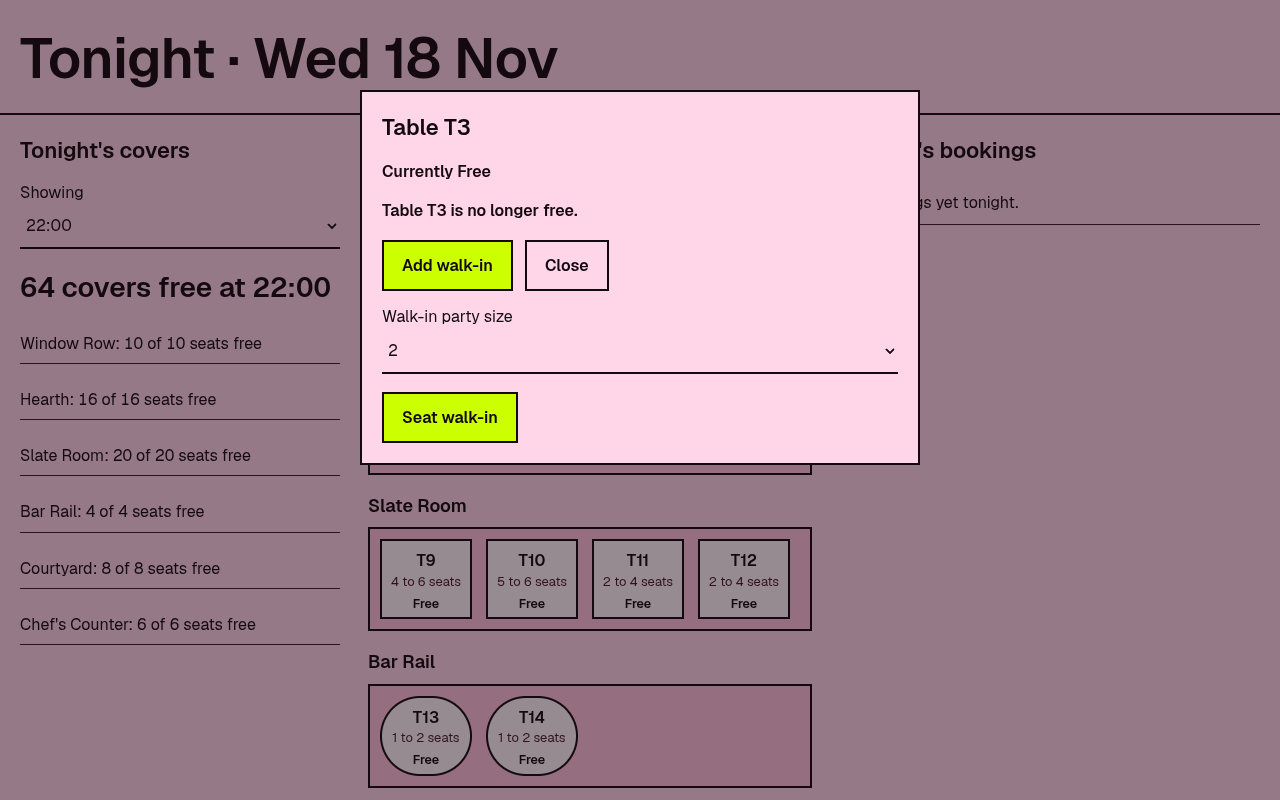 Tonight · Wed 18 Nov
Tonight's covers
Showing
22:00
64 covers free at 22:00
Window Row: 10 of 10 seats free
Hearth: 16 of 16 seats free
Slate Room: 20 of 20 seats free
Bar Rail: 4 of 4 seats free
Courtyard: 8 of 8 seats free
Chef's Counter: 6 of 6 seats free
Table T3
Currently Free
Table T3 is no longer free.
Add walk-in Close
Walk-in party size
2
Seat walk-in
Slate Room
T9 T10 T11 T12
4 to 6 seats 5 to 6 seats 2 to 4 seats 2 to 4 seats
Free Free Free Free
Bar Rail
T13 T14
1 to 2 seats 1 to 2 seats
Free Free
's bookings
yet tonight.